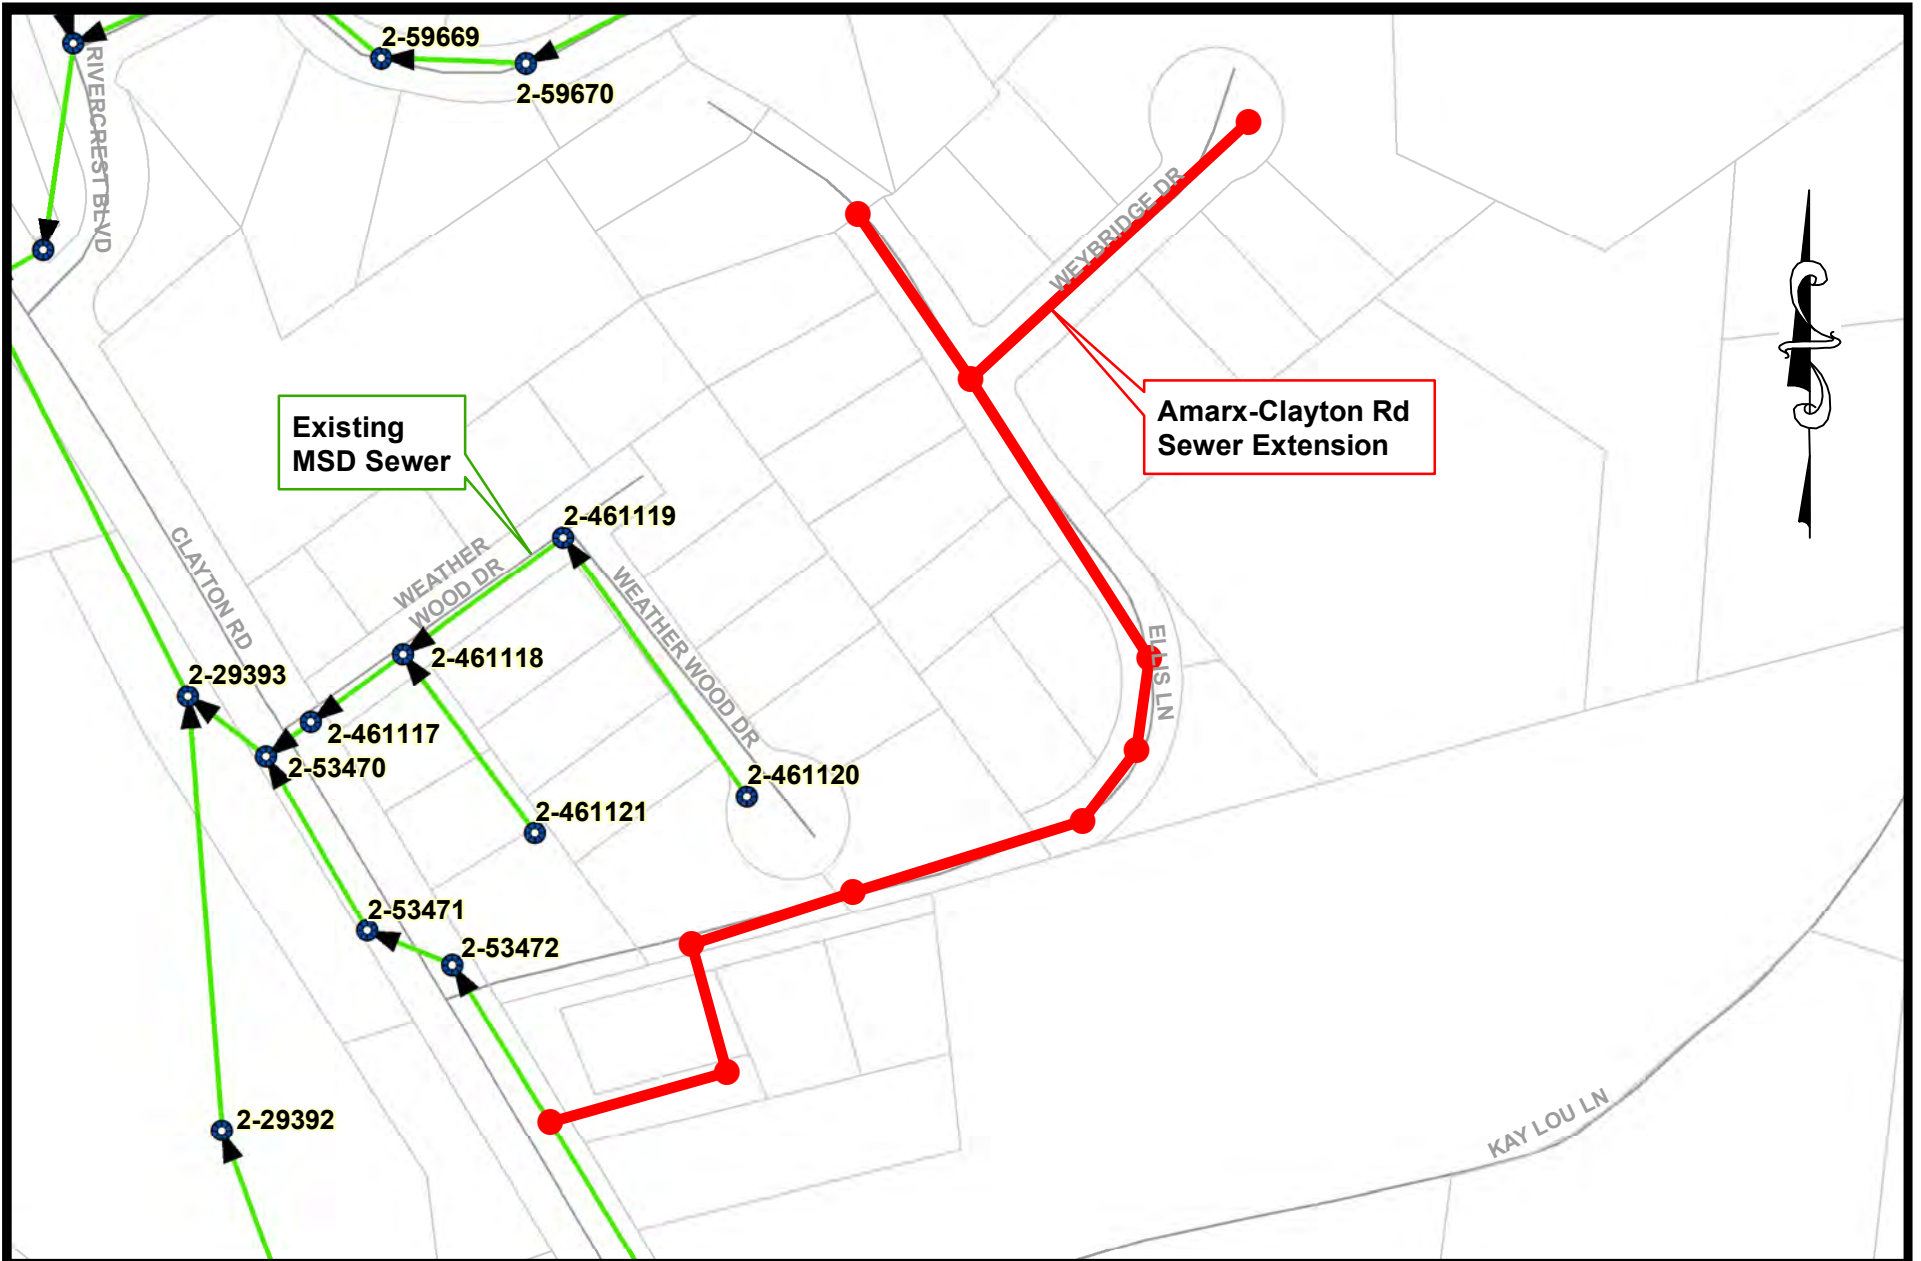 2-59669
2-59670
RIVERCREST BLVD
WEYBRIDGE DR
Amarx-Clayton Rd
Sewer Extension
Existing
MSD Sewer
2-461119
CLAYTON RD
WEATHER
WOOD DR
WEATHER WOOD DR
ELLIS LN
2-461118
2-29393
2-461117
2-53470
2-461120
2-461121
2-53471
2-53472
2-29392
KAY LOU LN